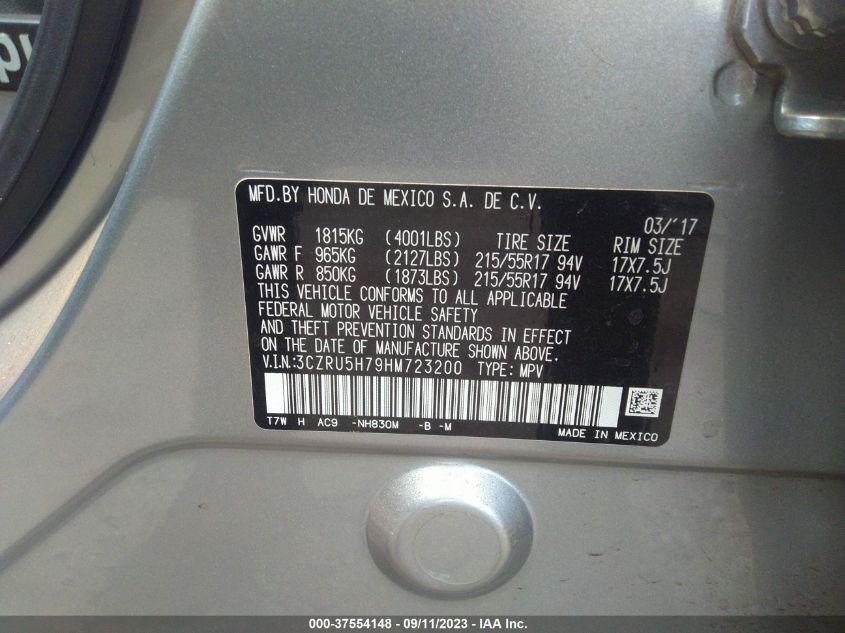 MFD.BY HONDA DE MEXICO S.A. DE C.V.
03/'17
GVWR 1815KG (4001LBS) TIRE SIZE RIM SIZE
GAWR F 965KG (2127LBS) 215/55R17 94V 17X7.5J
GAWR R 850KG (1873LBS) 215/55R17 94V 17X7.5J
THIS VEHICLE CONFORMS TO ALL APPLICABLE
FEDERAL MOTOR VEHICLE SAFETY
AND THEFT PREVENTION STANDARDS IN EFFECT
ON THE DATE OF MANUFACTURE SHOWN ABOVE.
V.I.N:3CZRU5H79HM723200 TYPE: MPV
T7W H AC9 -NH830M -B -M
MADE IN MEXICO
000-37554148 - 09/11/2023 - IAA Inc.